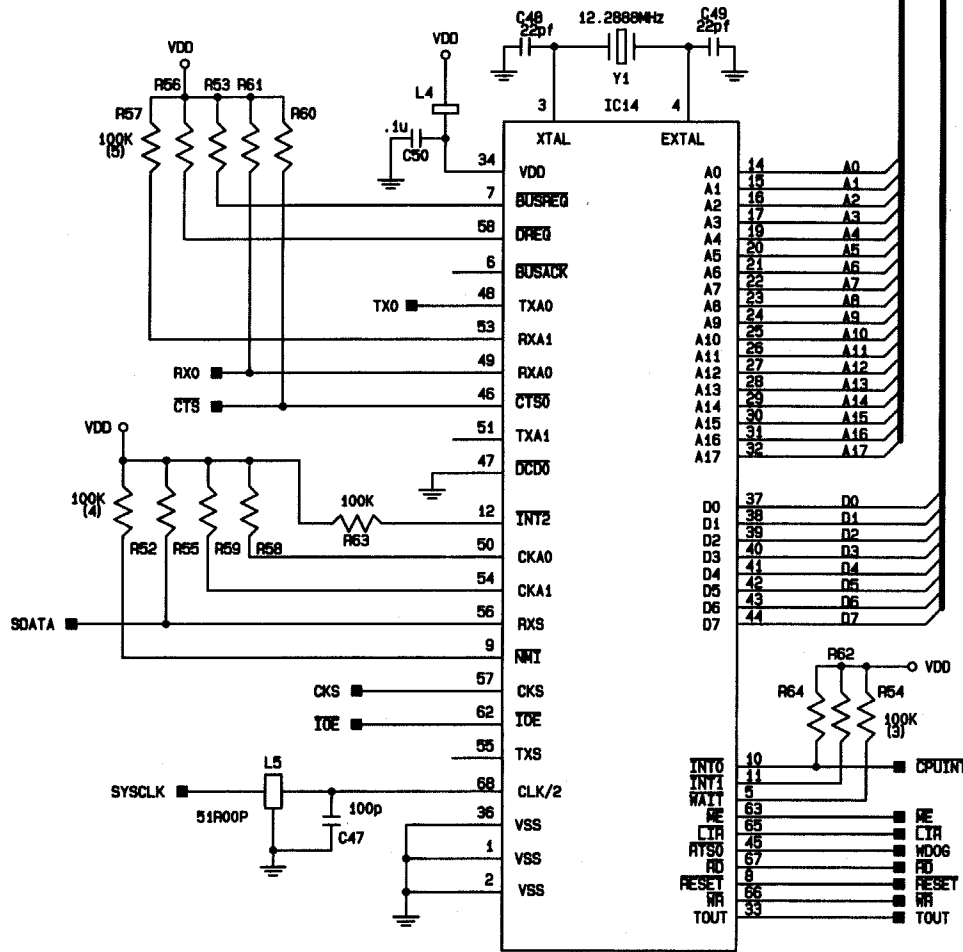 C48
22pf
12.2888MHz
C49
22pf
Y1
VDD
R56 R53 R61
R57
R60
100K
(5)
VDD
L4
.1u
C50
3 IC14 4
XTAL EXTAL
34 VDD
7 BUSREQ
58 DREQ
6 BUSACK
TX0 48 TXA0
53 RXA1
RX0 49 RXA0
CTS 46 CTS0
51 TXA1
47 DCD0
VDD
100K
(4)
R52 R55 R59 R58
100K
R63
12 INT2
50 CKA0
54 CKA1
SDATA 56 RXS
9 NMI
CKS 57 CKS
IOE 62 IOE
55 TXS
SYSCLK L5 68 CLK/2
51R00P
100p
C47
36 VSS
1 VSS
2 VSS
A0 14 A0
A1 15 A1
A2 16 A2
A3 17 A3
A4 19 A4
A5 20 A5
A6 21 A6
A7 22 A7
A8 23 A8
A9 24 A9
A10 25 A10
A11 26 A11
A12 27 A12
A13 28 A13
A14 29 A14
A15 30 A15
A16 31 A16
A17 32 A17
D0 37 D0
D1 38 D1
D2 39 D2
D3 40 D3
D4 41 D4
D5 42 D5
D6 43 D6
D7 44 D7
R62
VDD
R64 R54
100K
(3)
INT0 10 CPUINT
INT1 11
WAIT 5
ME 63 ME
LIR 65 LIR
RTS0 45 WDOG
RD 67 RD
RESET 8 RESET
WR 66 WR
TOUT 33 TOUT